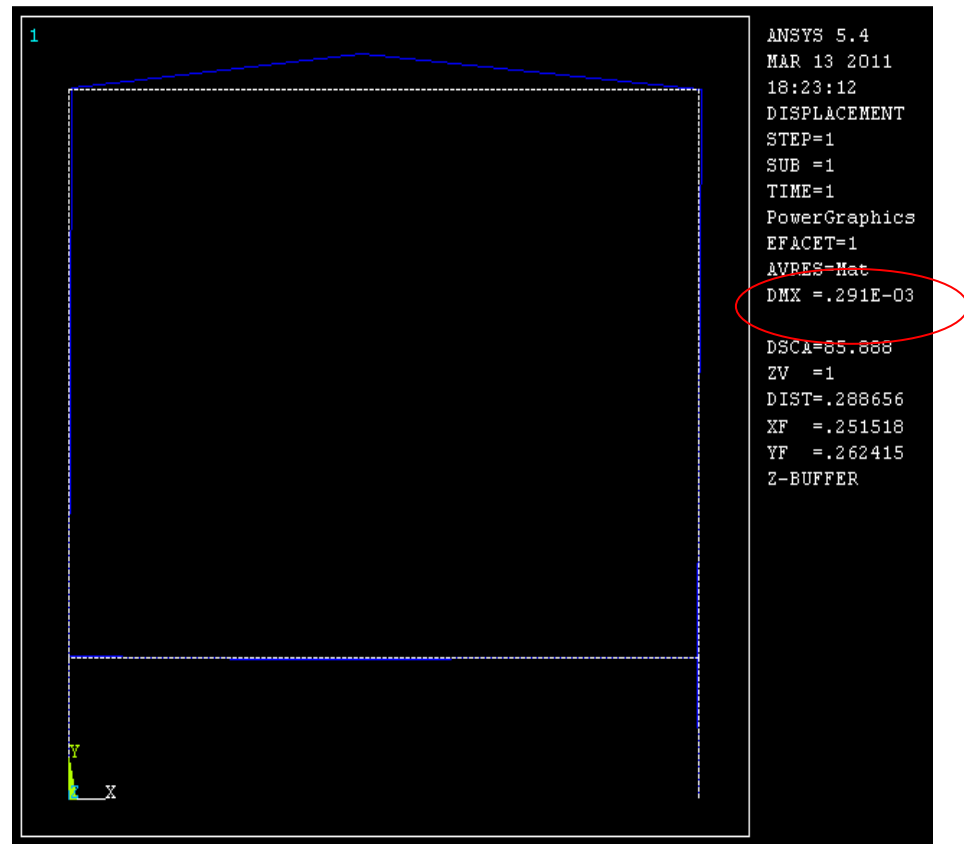 1
ANSYS 5.4
MAR 13 2011
18:23:12
DISPLACEMENT
STEP=1
SUB =1
TIME=1
PowerGraphics
EFACET=1
AVRES=Mat
DMX =.291E-03
DSCA=85.888
ZV =1
DIST=.288656
XF =.251518
YF =.262415
Z-BUFFER
Y
Z X